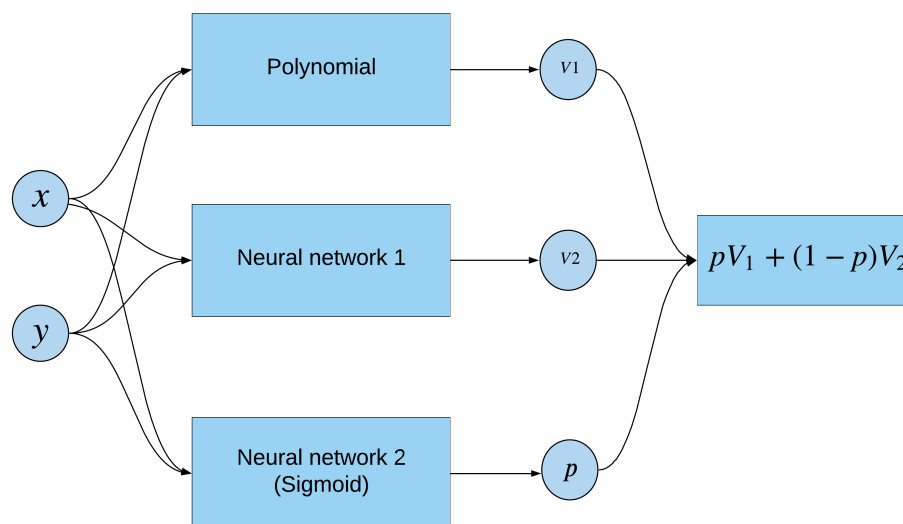 Polynomial
V1
x
Neural network 1
V2
pV₁ + (1 − p)V₂
y
Neural network 2
(Sigmoid)
p